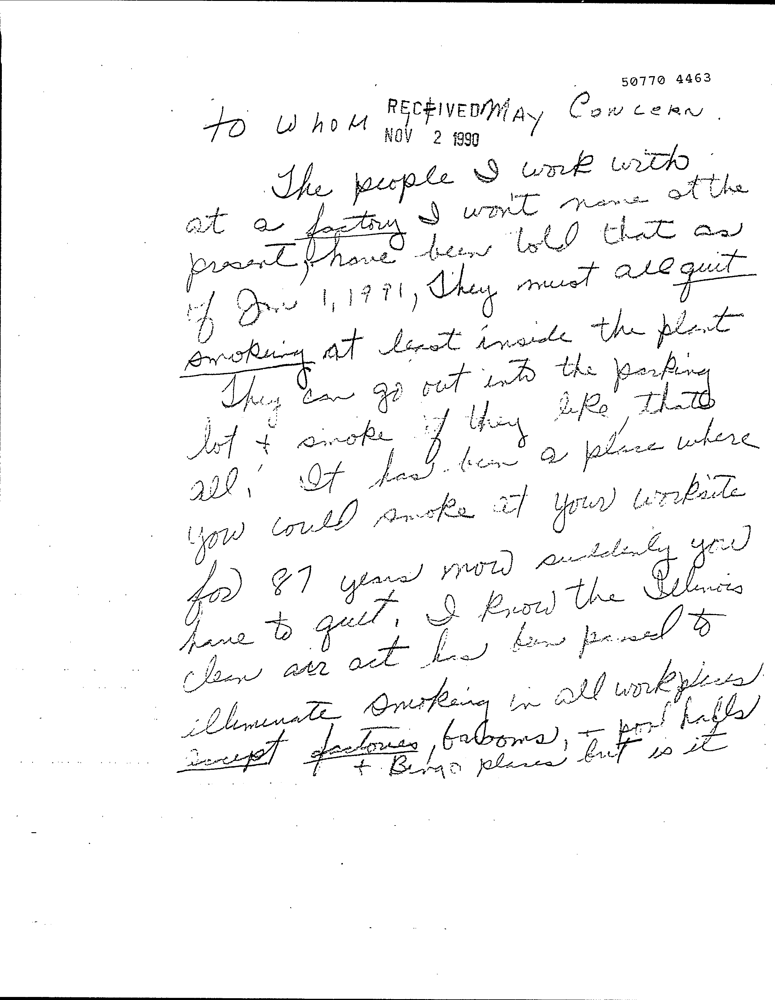 50770 4463
to whom MAY CONCERN.
RECEIVED
NOV 2 1990
The people I work with
at a factory I won't name at the
present, have been told that as
of Jan 1, 1991, They must all quit
smoking at least inside the plant
They can go out into the parking
lot + smoke if they like, thats
all. It has been a place where
you could smoke at your worksite
for 87 years now suddenly you
have to quit. I know the Illinois
clean air act has been passed to
illuminate smoking in all workplaces
except factories, barooms, + pool halls
+ Bingo places but is it